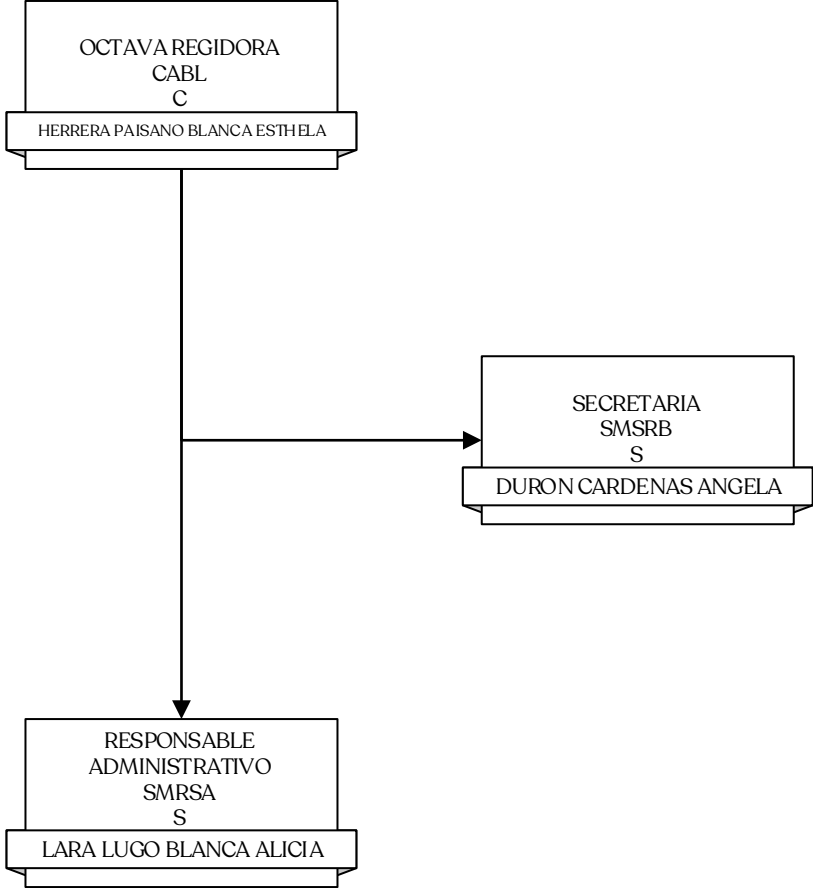 OCTAVA REGIDORA
CABL
C
HERRERA PAISANO BLANCA ESTHELA
SECRETARIA
SMSRB
S
DURON CARDENAS ANGELA
RESPONSABLE
ADMINISTRATIVO
SMRSA
S
LARA LUGO BLANCA ALICIA